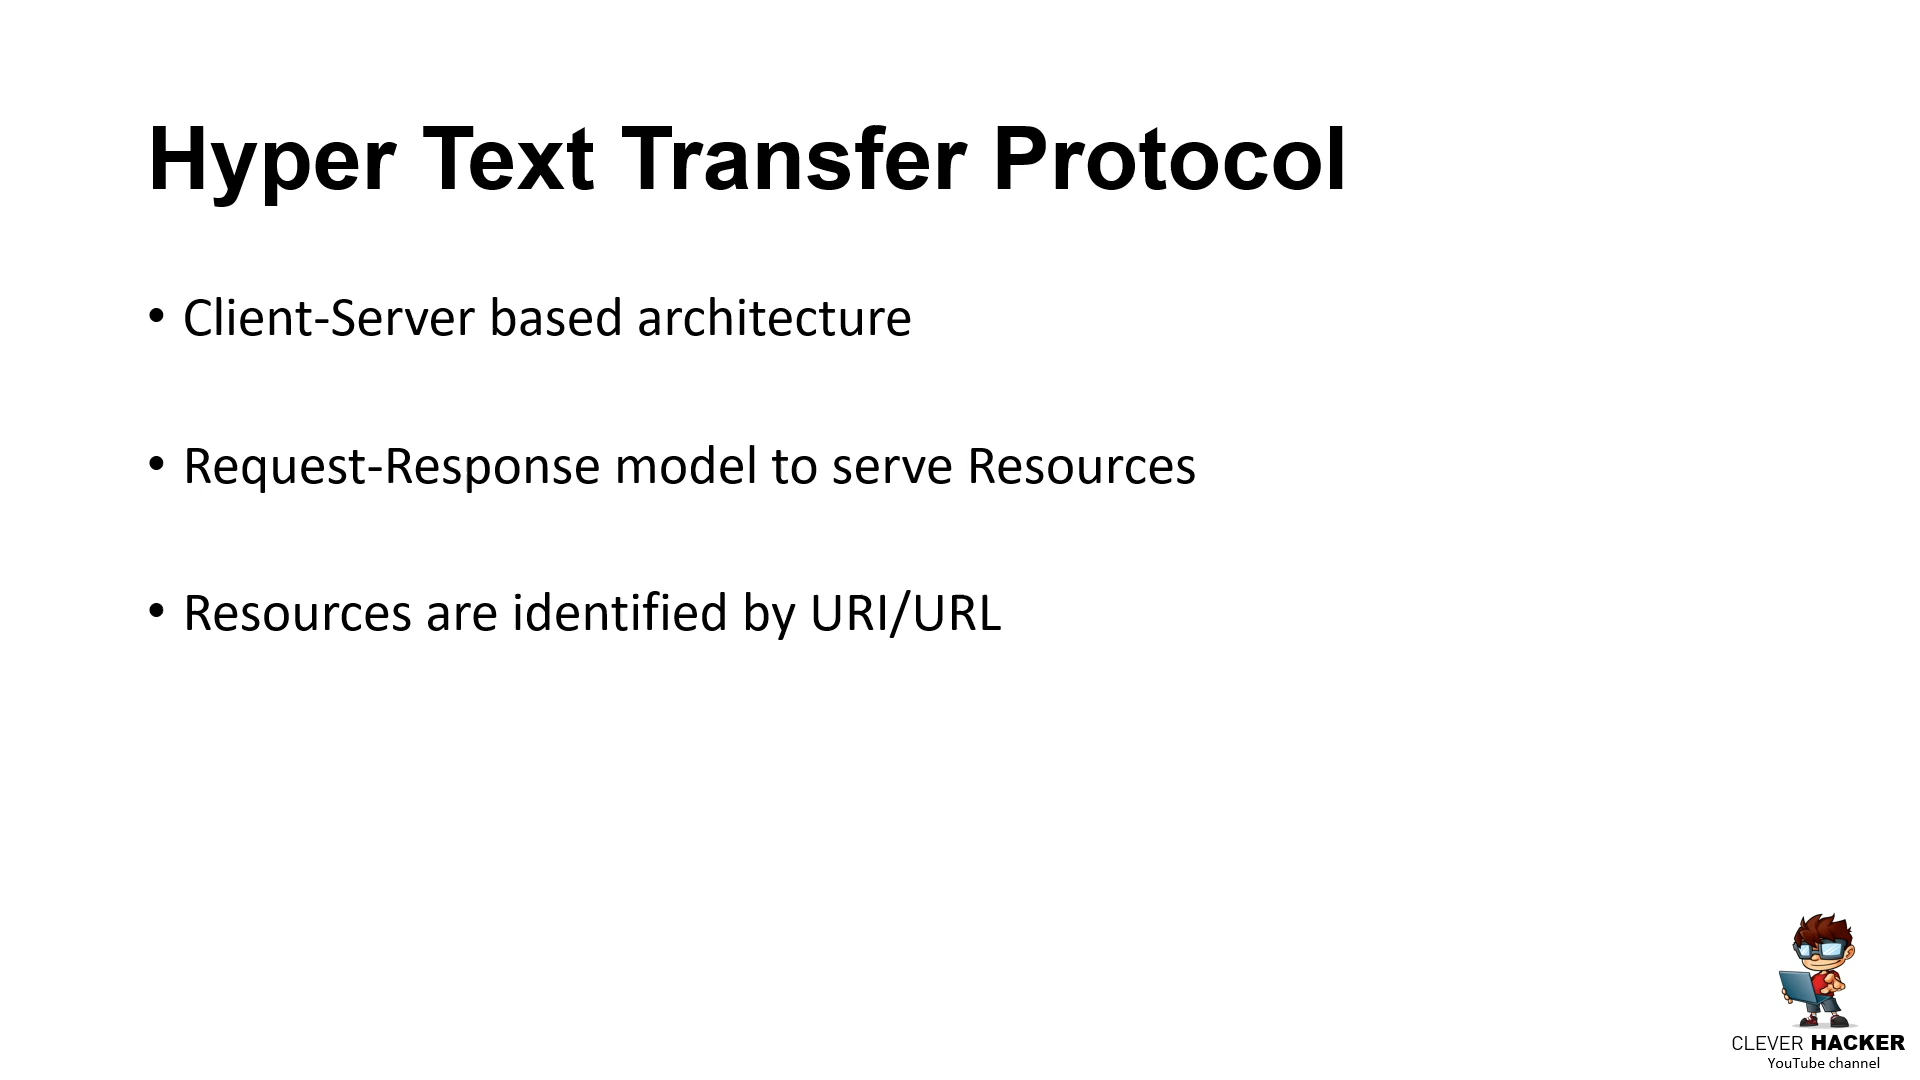 Hyper Text Transfer Protocol
• Client-Server based architecture
• Request-Response model to serve Resources
• Resources are identified by URI/URL
CLEVER HACKER
YouTube channel